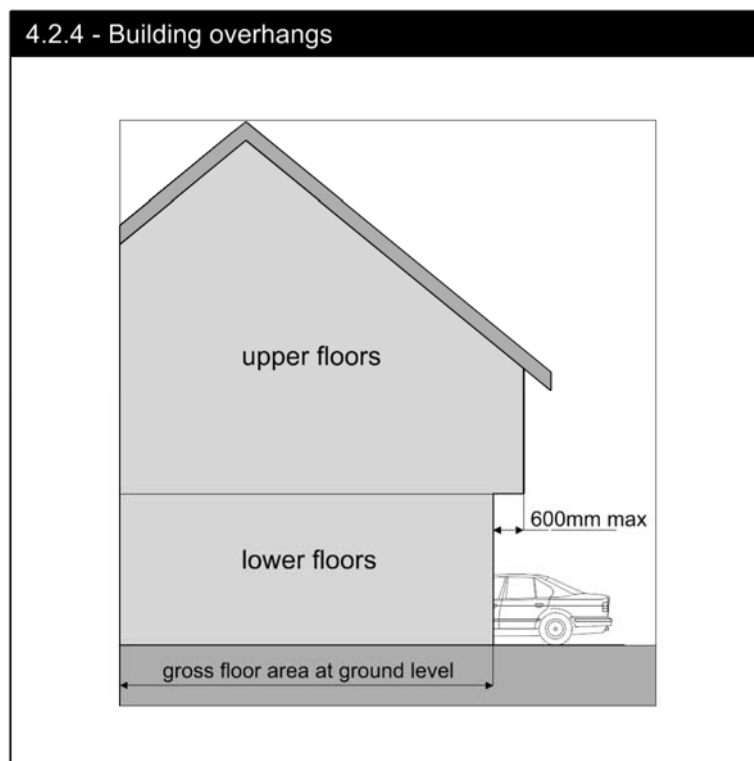 4.2.4 - Building overhangs
upper floors
600mm max
lower floors
gross floor area at ground level